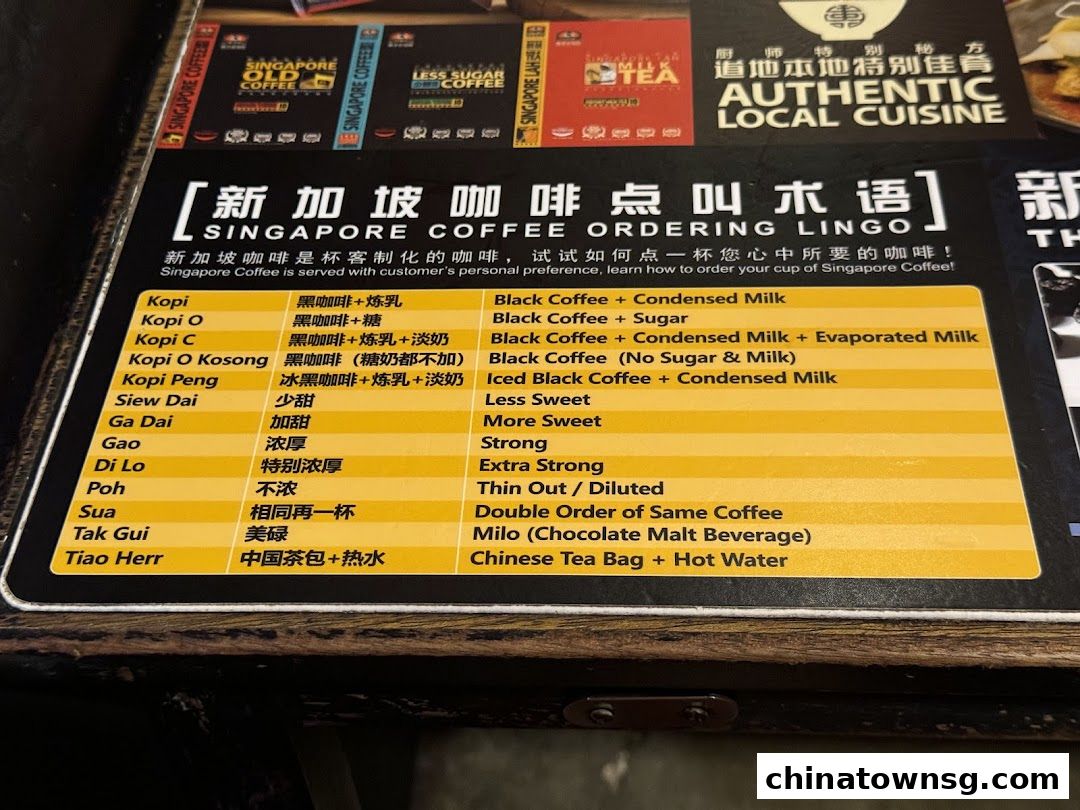 SINGAPORE COFFEE
SINGAPORE
OLD
COFFEE
SINGAPORE COFFEE
LESS SUGAR
COFFEE
MILK
TEA
厨师特别秘方
道地本地特别佳肴
AUTHENTIC
LOCAL CUISINE
[新加坡咖啡点叫术语]
SINGAPORE COFFEE ORDERING LINGO
新加坡咖啡是杯客制化的咖啡，试试如何点一杯您心中所要的咖啡！
Singapore Coffee is served with customer's personal preference, learn how to order your cup of Singapore Coffee!
Kopi 黑咖啡+炼乳 Black Coffee + Condensed Milk
Kopi O 黑咖啡+糖 Black Coffee + Sugar
Kopi C 黑咖啡+炼乳+淡奶 Black Coffee + Condensed Milk + Evaporated Milk
Kopi O Kosong 黑咖啡（糖奶都不加） Black Coffee (No Sugar & Milk)
Kopi Peng 冰黑咖啡+炼乳+淡奶 Iced Black Coffee + Condensed Milk
Siew Dai 少甜 Less Sweet
Ga Dai 加甜 More Sweet
Gao 浓厚 Strong
Di Lo 特别浓厚 Extra Strong
Poh 不浓 Thin Out / Diluted
Sua 相同再一杯 Double Order of Same Coffee
Tak Gui 美碌 Milo (Chocolate Malt Beverage)
Tiao Herr 中国茶包+热水 Chinese Tea Bag + Hot Water
新
TH
chinatownsg.com